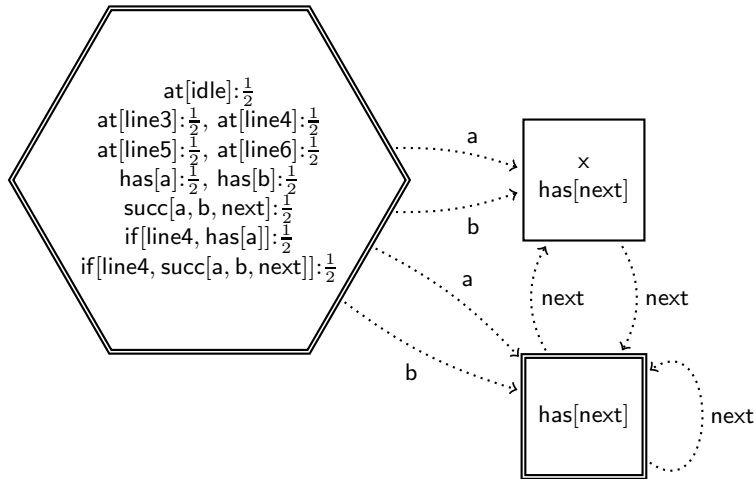 at[idle]:½
at[line3]:½, at[line4]:½
at[line5]:½, at[line6]:½
has[a]:½, has[b]:½
succ[a, b, next]:½
if[line4, has[a]]:½
if[line4, succ[a, b, next]]:½
a
b
a
b
x
has[next]
next
next
has[next]
next